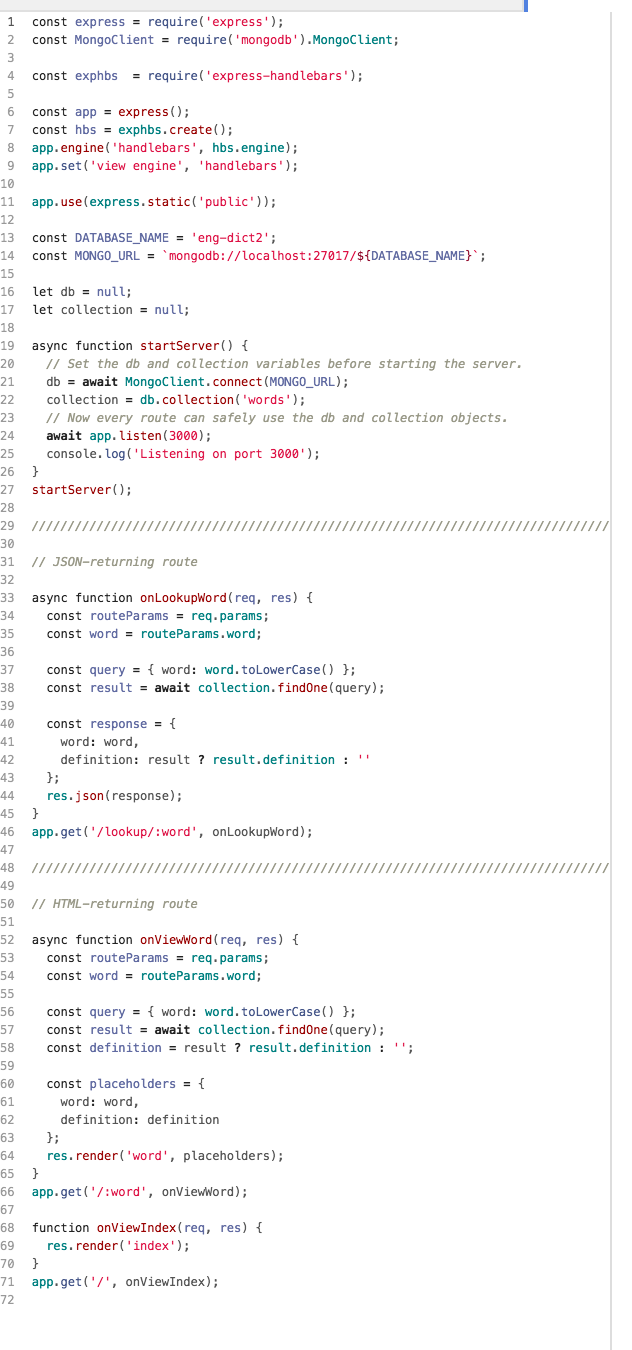 1 const express = require('express');
2 const MongoClient = require('mongodb').MongoClient;
3
4 const exphbs  = require('express-handlebars');
5
6 const app = express();
7 const hbs = exphbs.create();
8 app.engine('handlebars', hbs.engine);
9 app.set('view engine', 'handlebars');
10
11 app.use(express.static('public'));
12
13 const DATABASE_NAME = 'eng-dict2';
14 const MONGO_URL = `mongodb://localhost:27017/${DATABASE_NAME}`;
15
16 let db = null;
17 let collection = null;
18
19 async function startServer() {
20   // Set the db and collection variables before starting the server.
21   db = await MongoClient.connect(MONGO_URL);
22   collection = db.collection('words');
23   // Now every route can safely use the db and collection objects.
24   await app.listen(3000);
25   console.log('Listening on port 3000');
26 }
27 startServer();
28
29 ////////////////////////////////////////////////////////////////////////////////
30
31 // JSON-returning route
32
33 async function onLookupWord(req, res) {
34   const routeParams = req.params;
35   const word = routeParams.word;
36
37   const query = { word: word.toLowerCase() };
38   const result = await collection.findOne(query);
39
40   const response = {
41     word: word,
42     definition: result ? result.definition : ''
43   };
44   res.json(response);
45 }
46 app.get('/lookup/:word', onLookupWord);
47
48 ////////////////////////////////////////////////////////////////////////////////
49
50 // HTML-returning route
51
52 async function onViewWord(req, res) {
53   const routeParams = req.params;
54   const word = routeParams.word;
55
56   const query = { word: word.toLowerCase() };
57   const result = await collection.findOne(query);
58   const definition = result ? result.definition : '';
59
60   const placeholders = {
61     word: word,
62     definition: definition
63   };
64   res.render('word', placeholders);
65 }
66 app.get('/:word', onViewWord);
67
68 function onViewIndex(req, res) {
69   res.render('index');
70 }
71 app.get('/', onViewIndex);
72